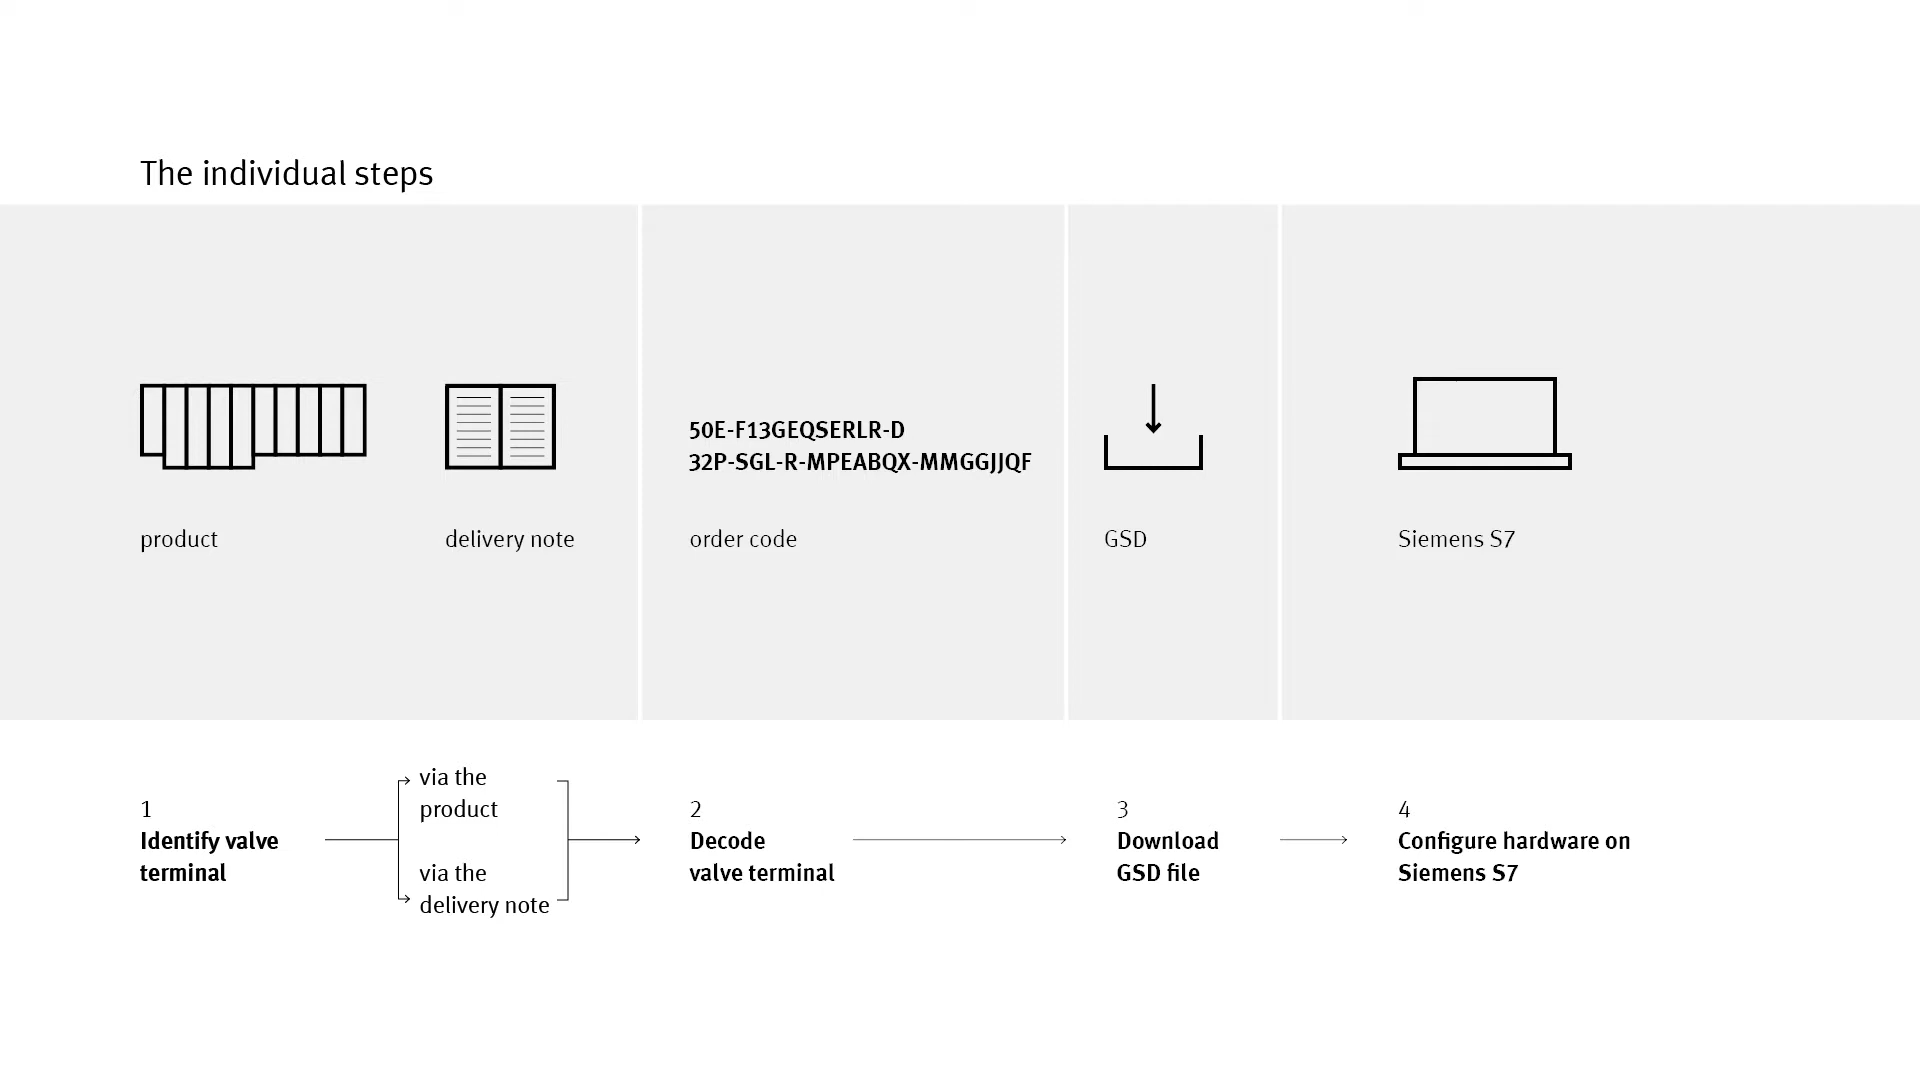 The individual steps
product
delivery note
50E-F13GEQSERLR-D
32P-SGL-R-MPEABQX-MMGGJJQF
order code
GSD
Siemens S7
1
Identify valve
terminal
via the
product
via the
delivery note
2
Decode
valve terminal
3
Download
GSD file
4
Configure hardware on
Siemens S7